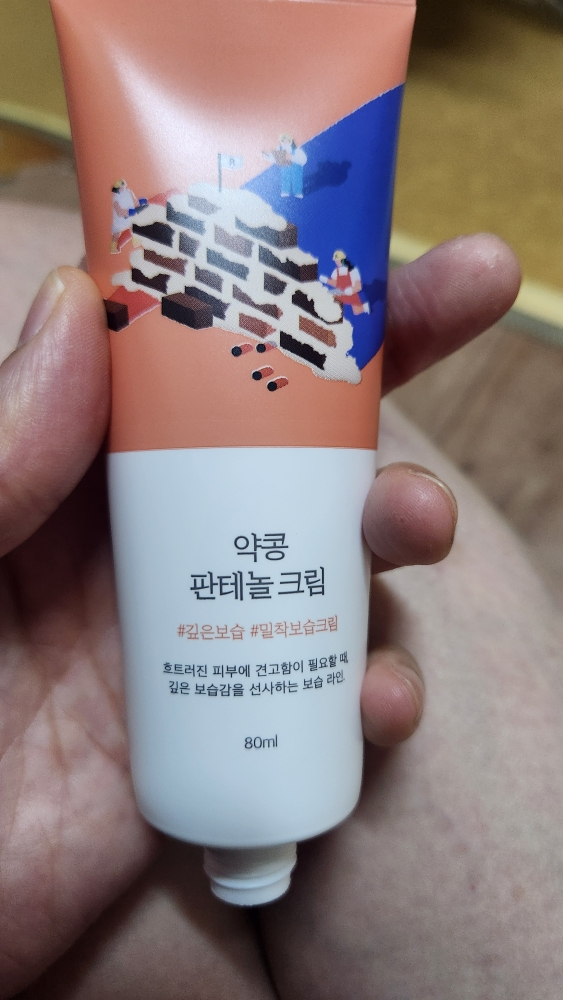 약콩
판테놀 크림
#깊은보습 #밀착보습크림
흐트러진 피부에 견고함이 필요할 때,
깊은 보습감을 선사하는 보습 라인.
80ml